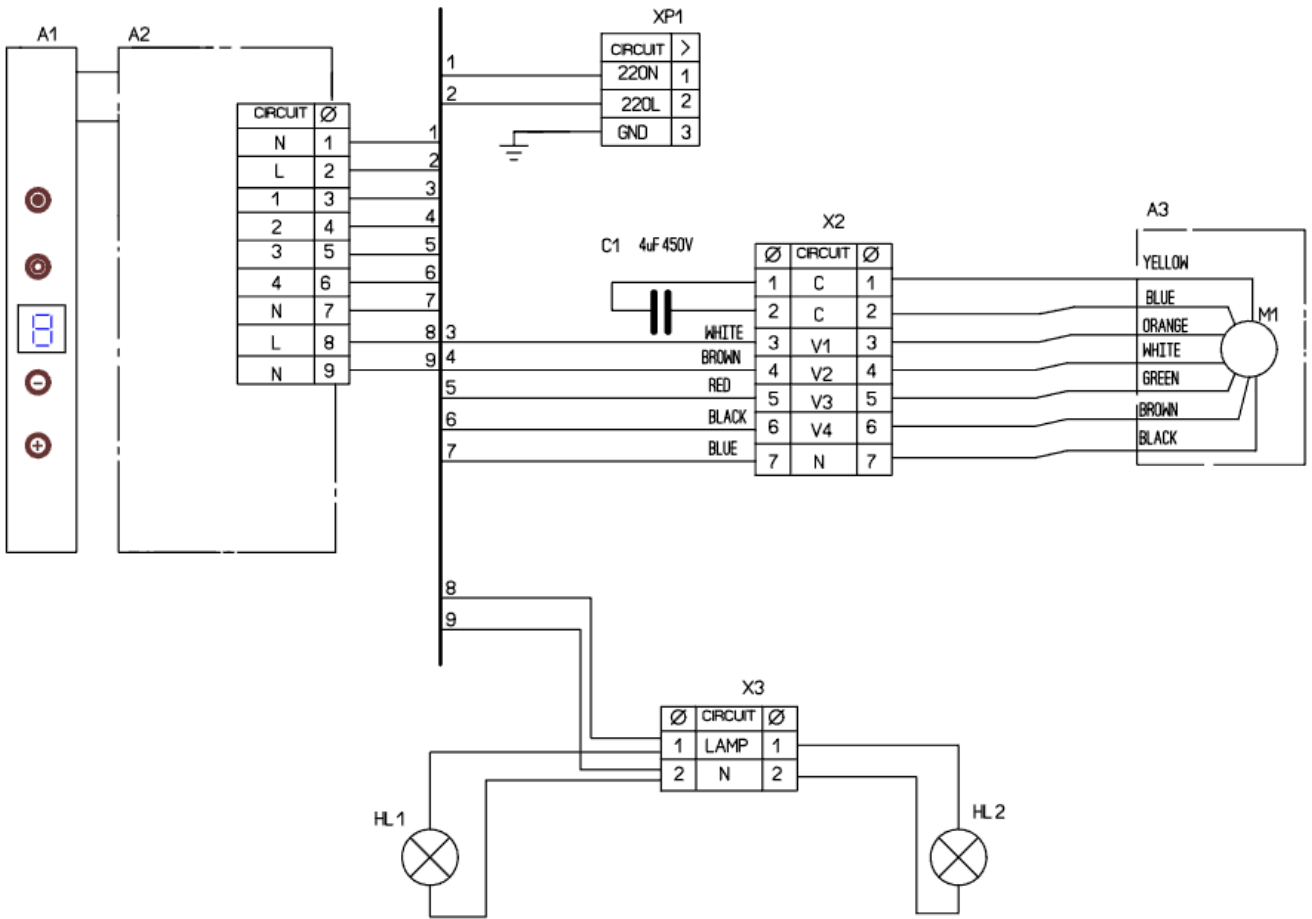 A1
A2
CIRCUIT Ø
N 1
L 2
1 3
2 4
3 5
4 6
N 7
L 8
N 9
1
2
3
4
5
6
7
8
9
1
2
3
4
5
6
7
8
9
XP1
CIRCUIT >
220N 1
220L 2
GND 3
C1 4uF 450V
WHITE
BROWN
RED
BLACK
BLUE
X2
Ø CIRCUIT Ø
1 C 1
2 C 2
3 V1 3
4 V2 4
5 V3 5
6 V4 6
7 N 7
A3
YELLOW
BLUE
ORANGE
WHITE
GREEN
BROWN
BLACK
M1
X3
Ø CIRCUIT Ø
1 LAMP 1
2 N 2
HL1
HL2